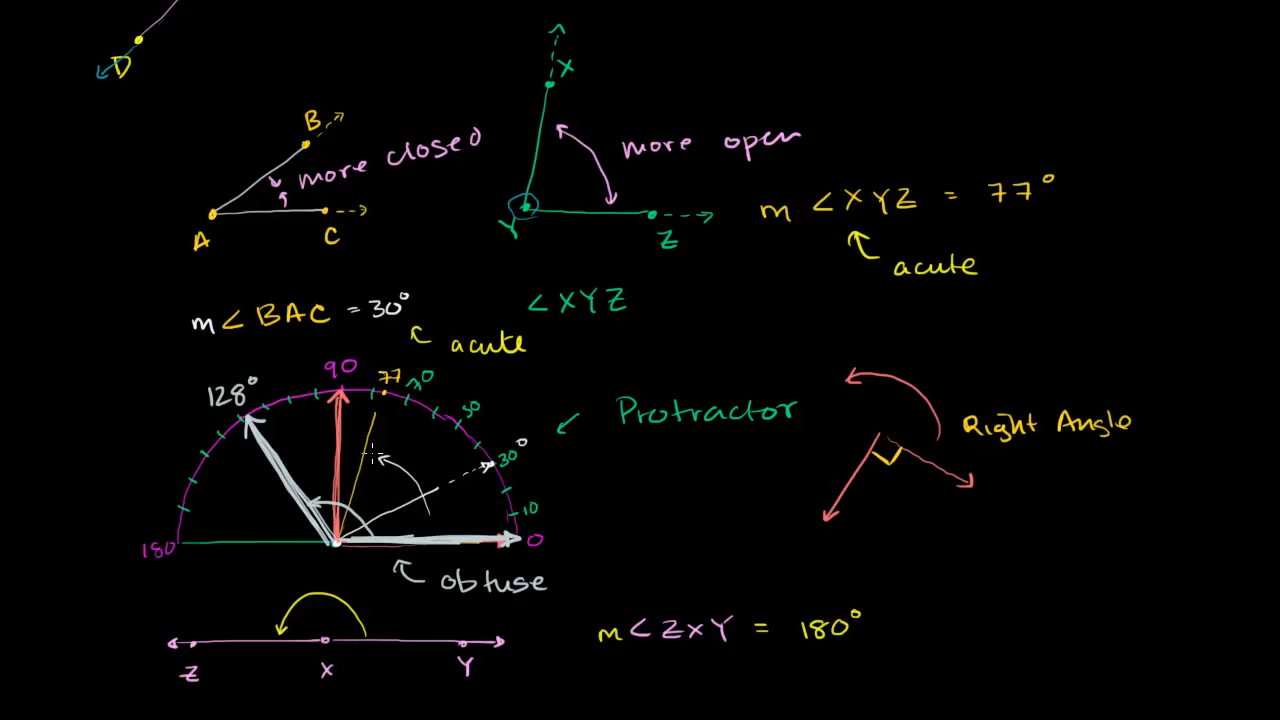 D
X
B
more closed
more open
A
C
Y
Z
m ∠XYZ = 77°
acute
m∠BAC = 30°
∠XYZ
acute
90
128°
77
70
50
30°
10
0
180
Protractor
Right Angle
obtuse
m∠ZXY = 180°
Z X Y